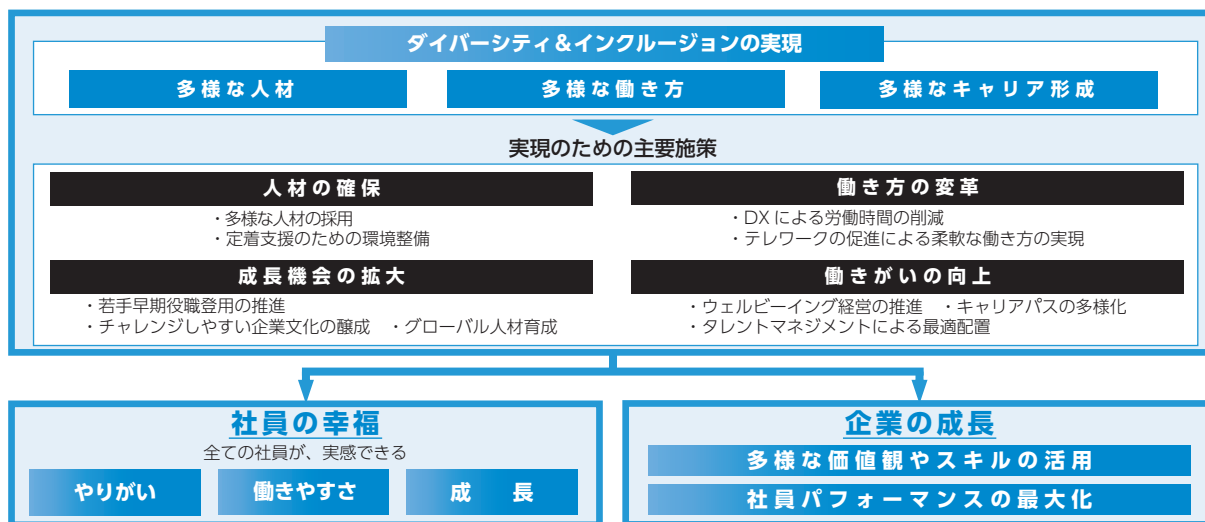 ダイバーシティ&インクルージョンの実現
多様な人材
多様な働き方
多様なキャリア形成
実現のための主要施策
人材の確保
・多様な人材の採用
・定着支援のための環境整備
働き方の変革
・DXによる労働時間の削減
・テレワークの促進による柔軟な働き方の実現
成長機会の拡大
・若手早期役職登用の推進
・チャレンジしやすい企業文化の醸成 ・グローバル人材育成
働きがいの向上
・ウェルビーイング経営の推進 ・キャリアパスの多様化
・タレントマネジメントによる最適配置
社員の幸福
全ての社員が、実感できる
やりがい
働きやすさ
成 長
企業の成長
多様な価値観やスキルの活用
社員パフォーマンスの最大化